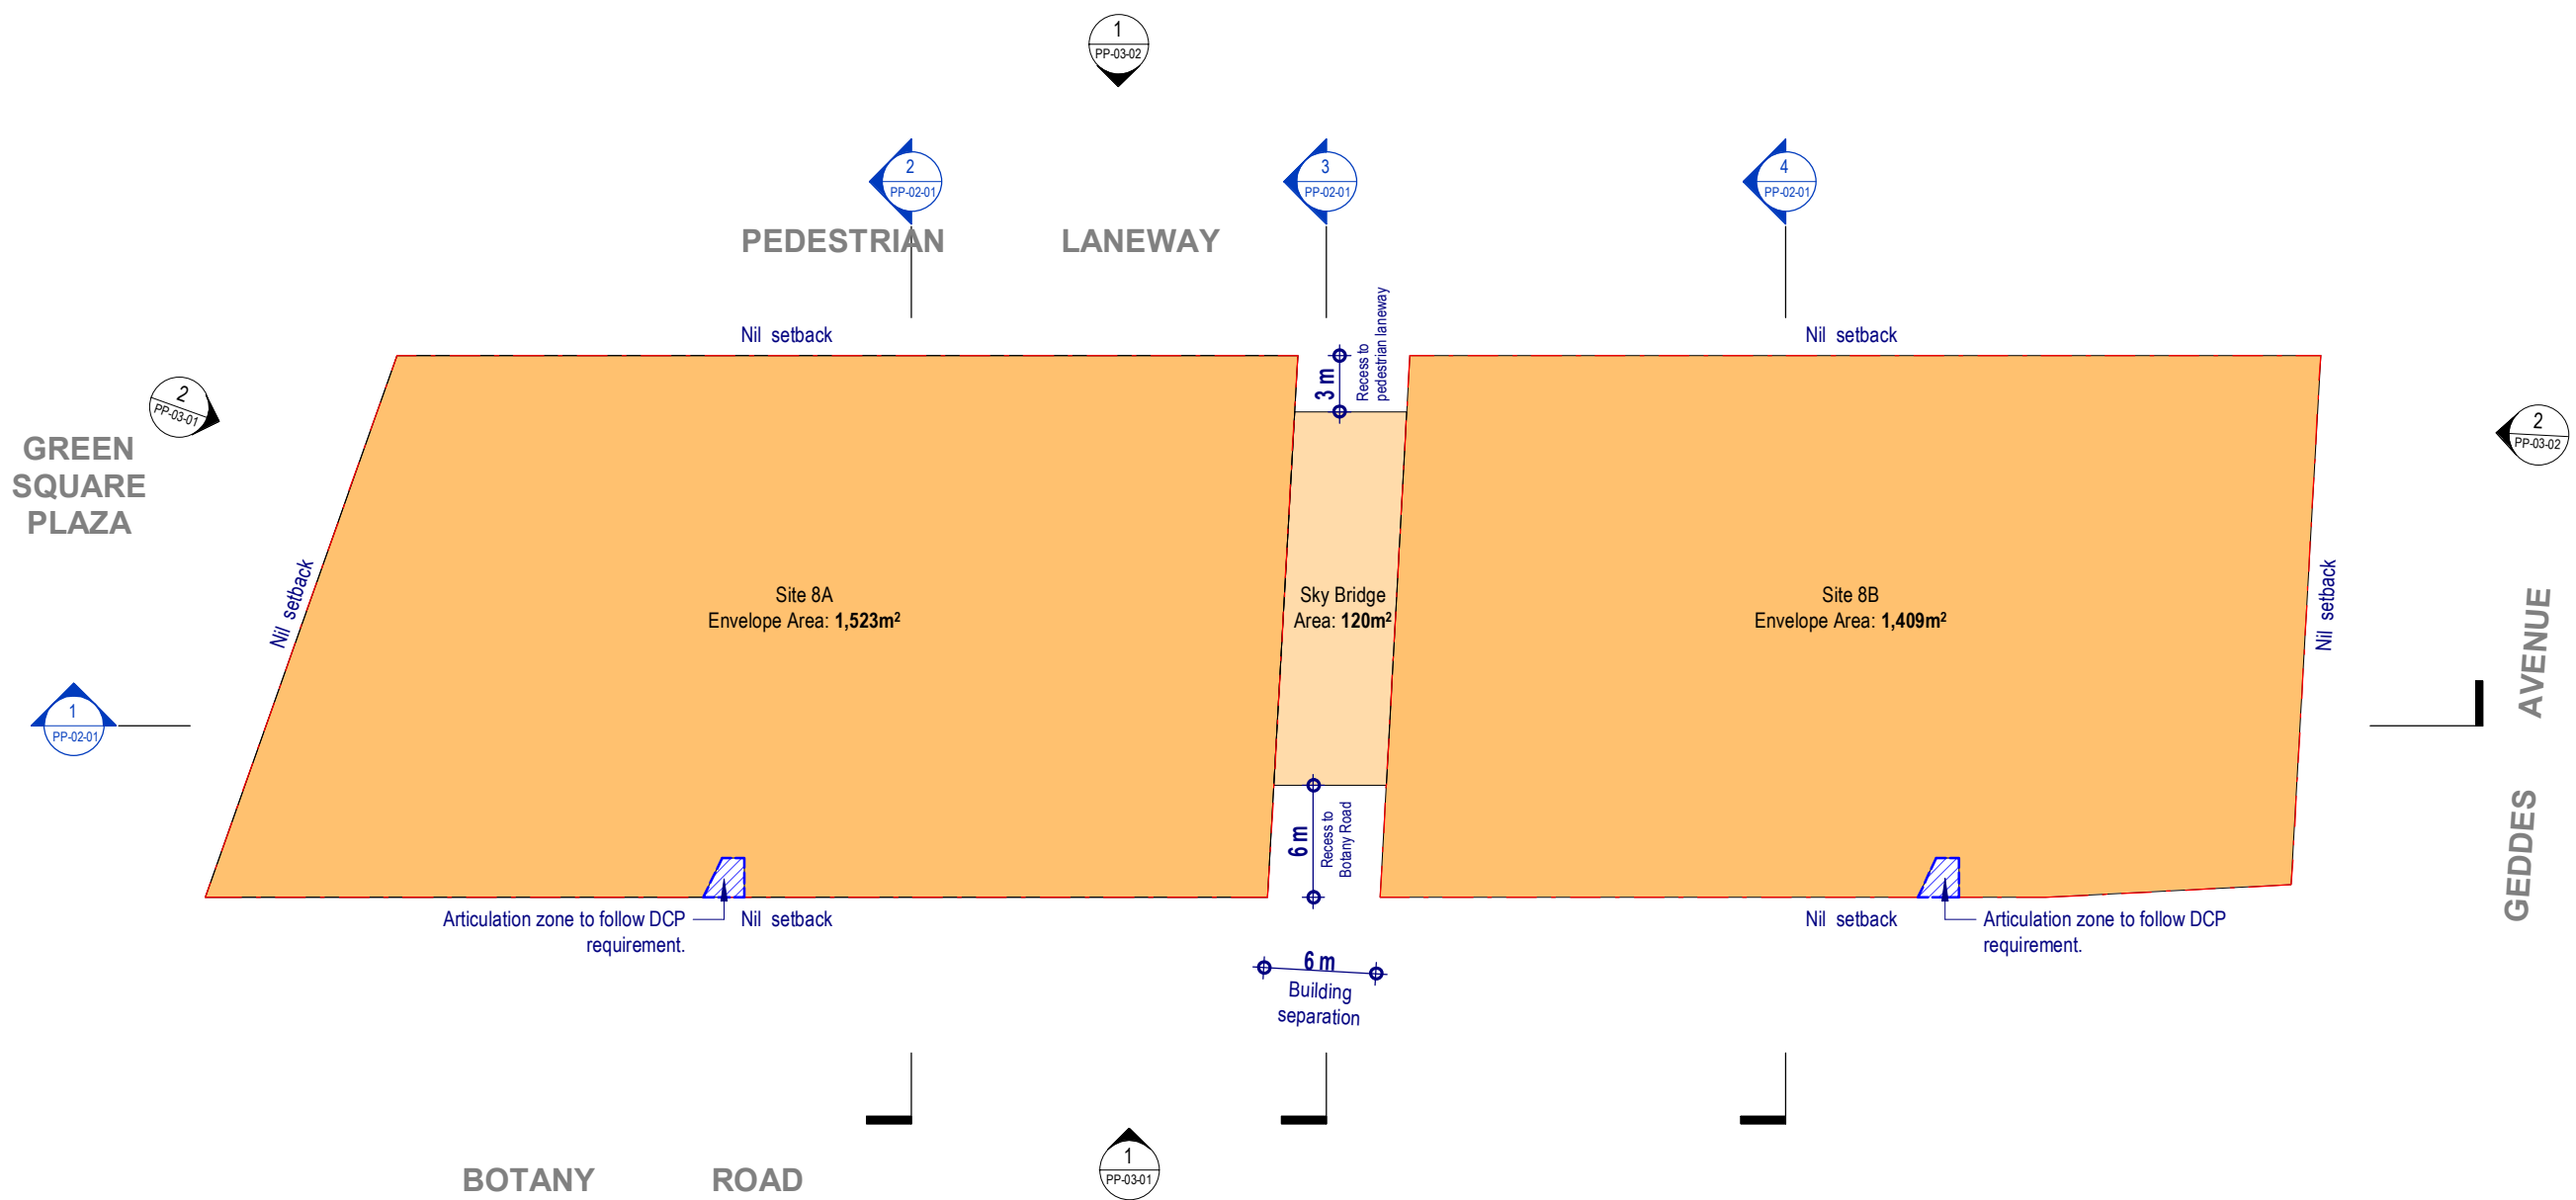 1
PP-03-02
2
PP-02-01
3
PP-02-01
4
PP-02-01
PEDESTRIAN LANEWAY
Nil setback
Recess to
pedestrian laneway
3 m
Nil setback
2
PP-03-01
2
PP-03-02
GREEN
SQUARE
PLAZA
Nil setback
Site 8A
Envelope Area: 1,523m²
Sky Bridge
Area: 120m²
Site 8B
Envelope Area: 1,409m²
Nil setback
GEDDES AVENUE
1
PP-02-01
6 m
Recess to
Botany Road
Articulation zone to follow DCP
requirement.
Nil setback
Nil setback
Articulation zone to follow DCP
requirement.
6 m
Building
separation
BOTANY ROAD
1
PP-03-01